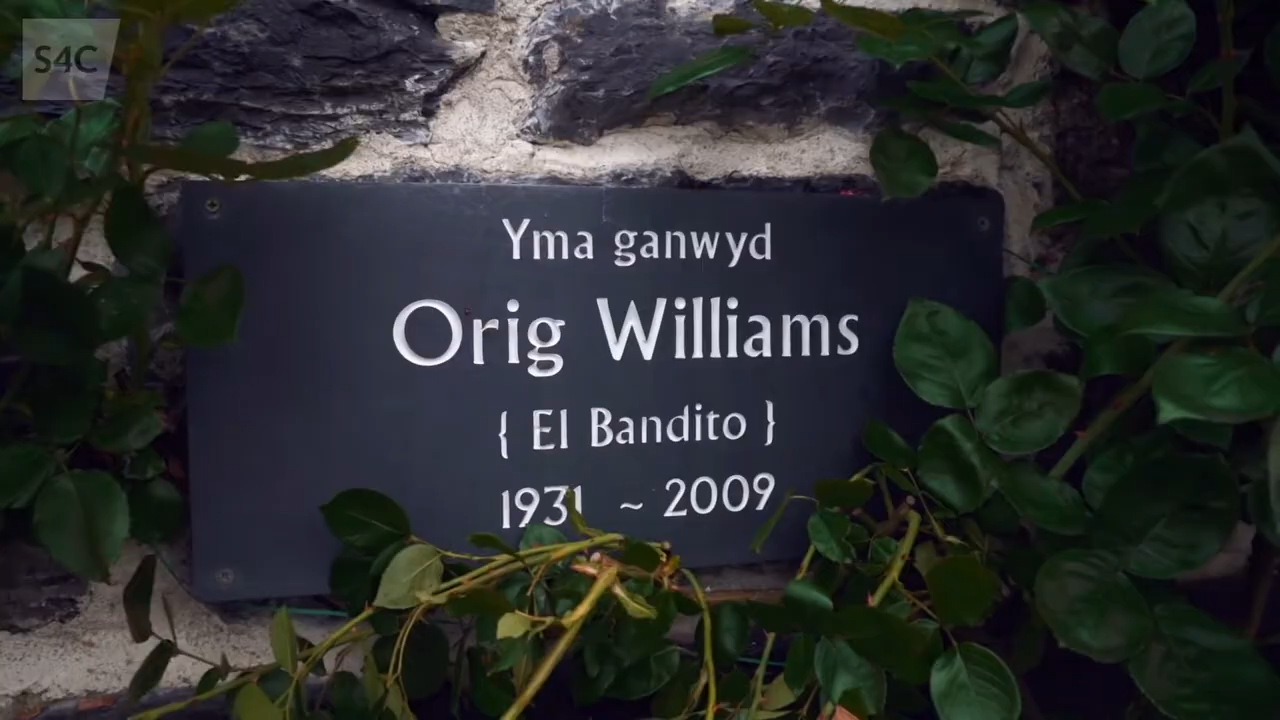 S4C
Yma ganwyd
Orig Williams
{ El Bandito }
1931 ~ 2009